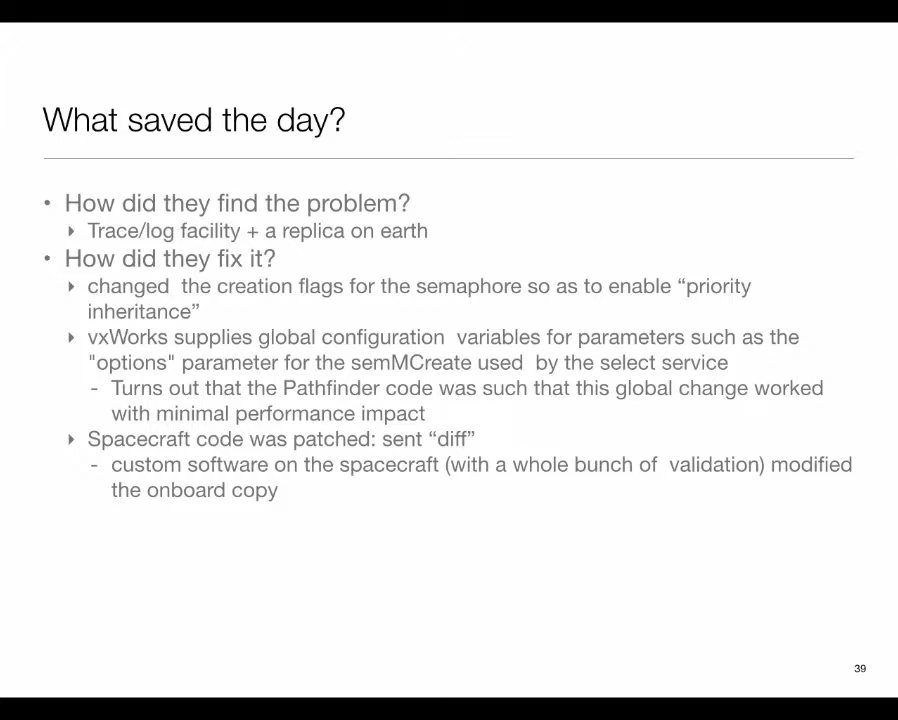 What saved the day?
• How did they find the problem?
‣ Trace/log facility + a replica on earth
• How did they fix it?
‣ changed  the creation flags for the semaphore so as to enable “priority
inheritance”
‣ vxWorks supplies global configuration  variables for parameters such as the
"options" parameter for the semMCreate used  by the select service
- Turns out that the Pathfinder code was such that this global change worked
with minimal performance impact
‣ Spacecraft code was patched: sent “diff”
- custom software on the spacecraft (with a whole bunch of  validation) modified
the onboard copy
39